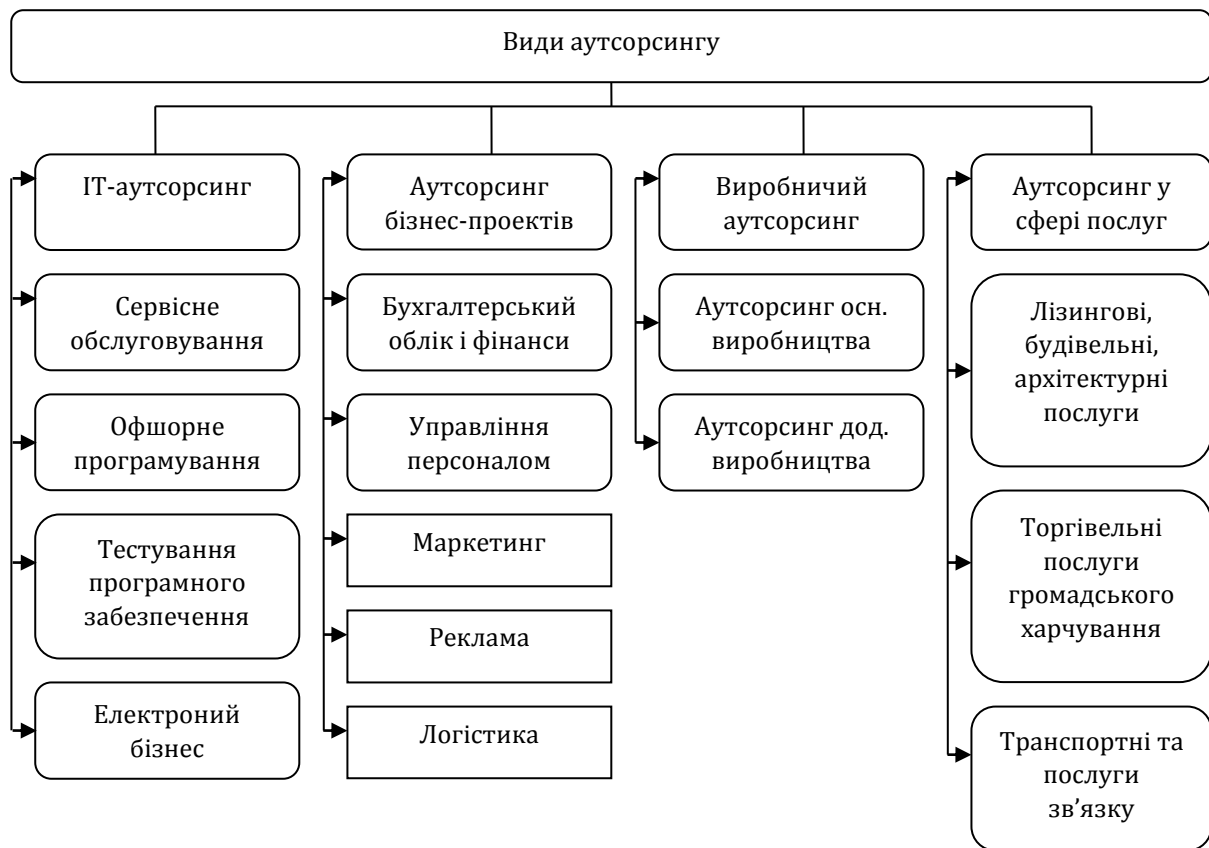 Види аутсорсингу
ІТ-аутсорсинг
Сервісне
обслуговування
Офшорне
програмування
Тестування
програмного
забезпечення
Електроний
бізнес
Аутсорсинг
бізнес-проектів
Бухгалтерський
облік і фінанси
Управління
персоналом
Маркетинг
Реклама
Логістика
Виробничий
аутсорсинг
Аутсорсинг осн.
виробництва
Аутсорсинг дод.
виробництва
Аутсорсинг у
сфері послуг
Лізингові,
будівельні,
архітектурні
послуги
Торгівельні
послуги
громадського
харчування
Транспортні та
послуги
зв’язку